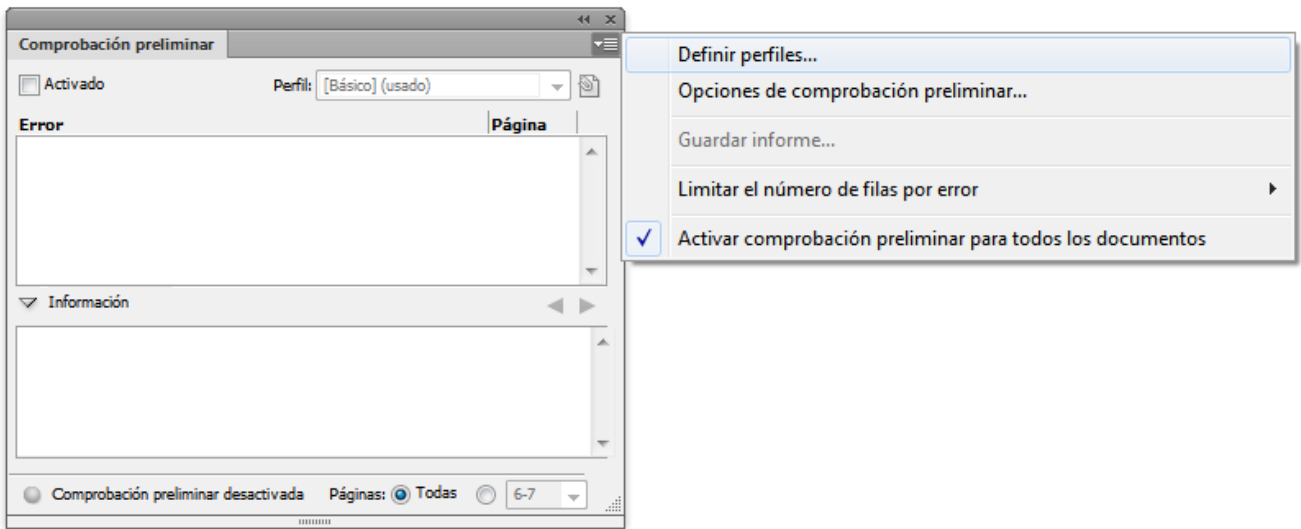 Comprobación preliminar
Activado
Perfil: [Básico] (usado)
Error Página
Información
Comprobación preliminar desactivada Páginas: Todas 6-7
Definir perfiles...
Opciones de comprobación preliminar...
Guardar informe...
Limitar el número de filas por error
Activar comprobación preliminar para todos los documentos